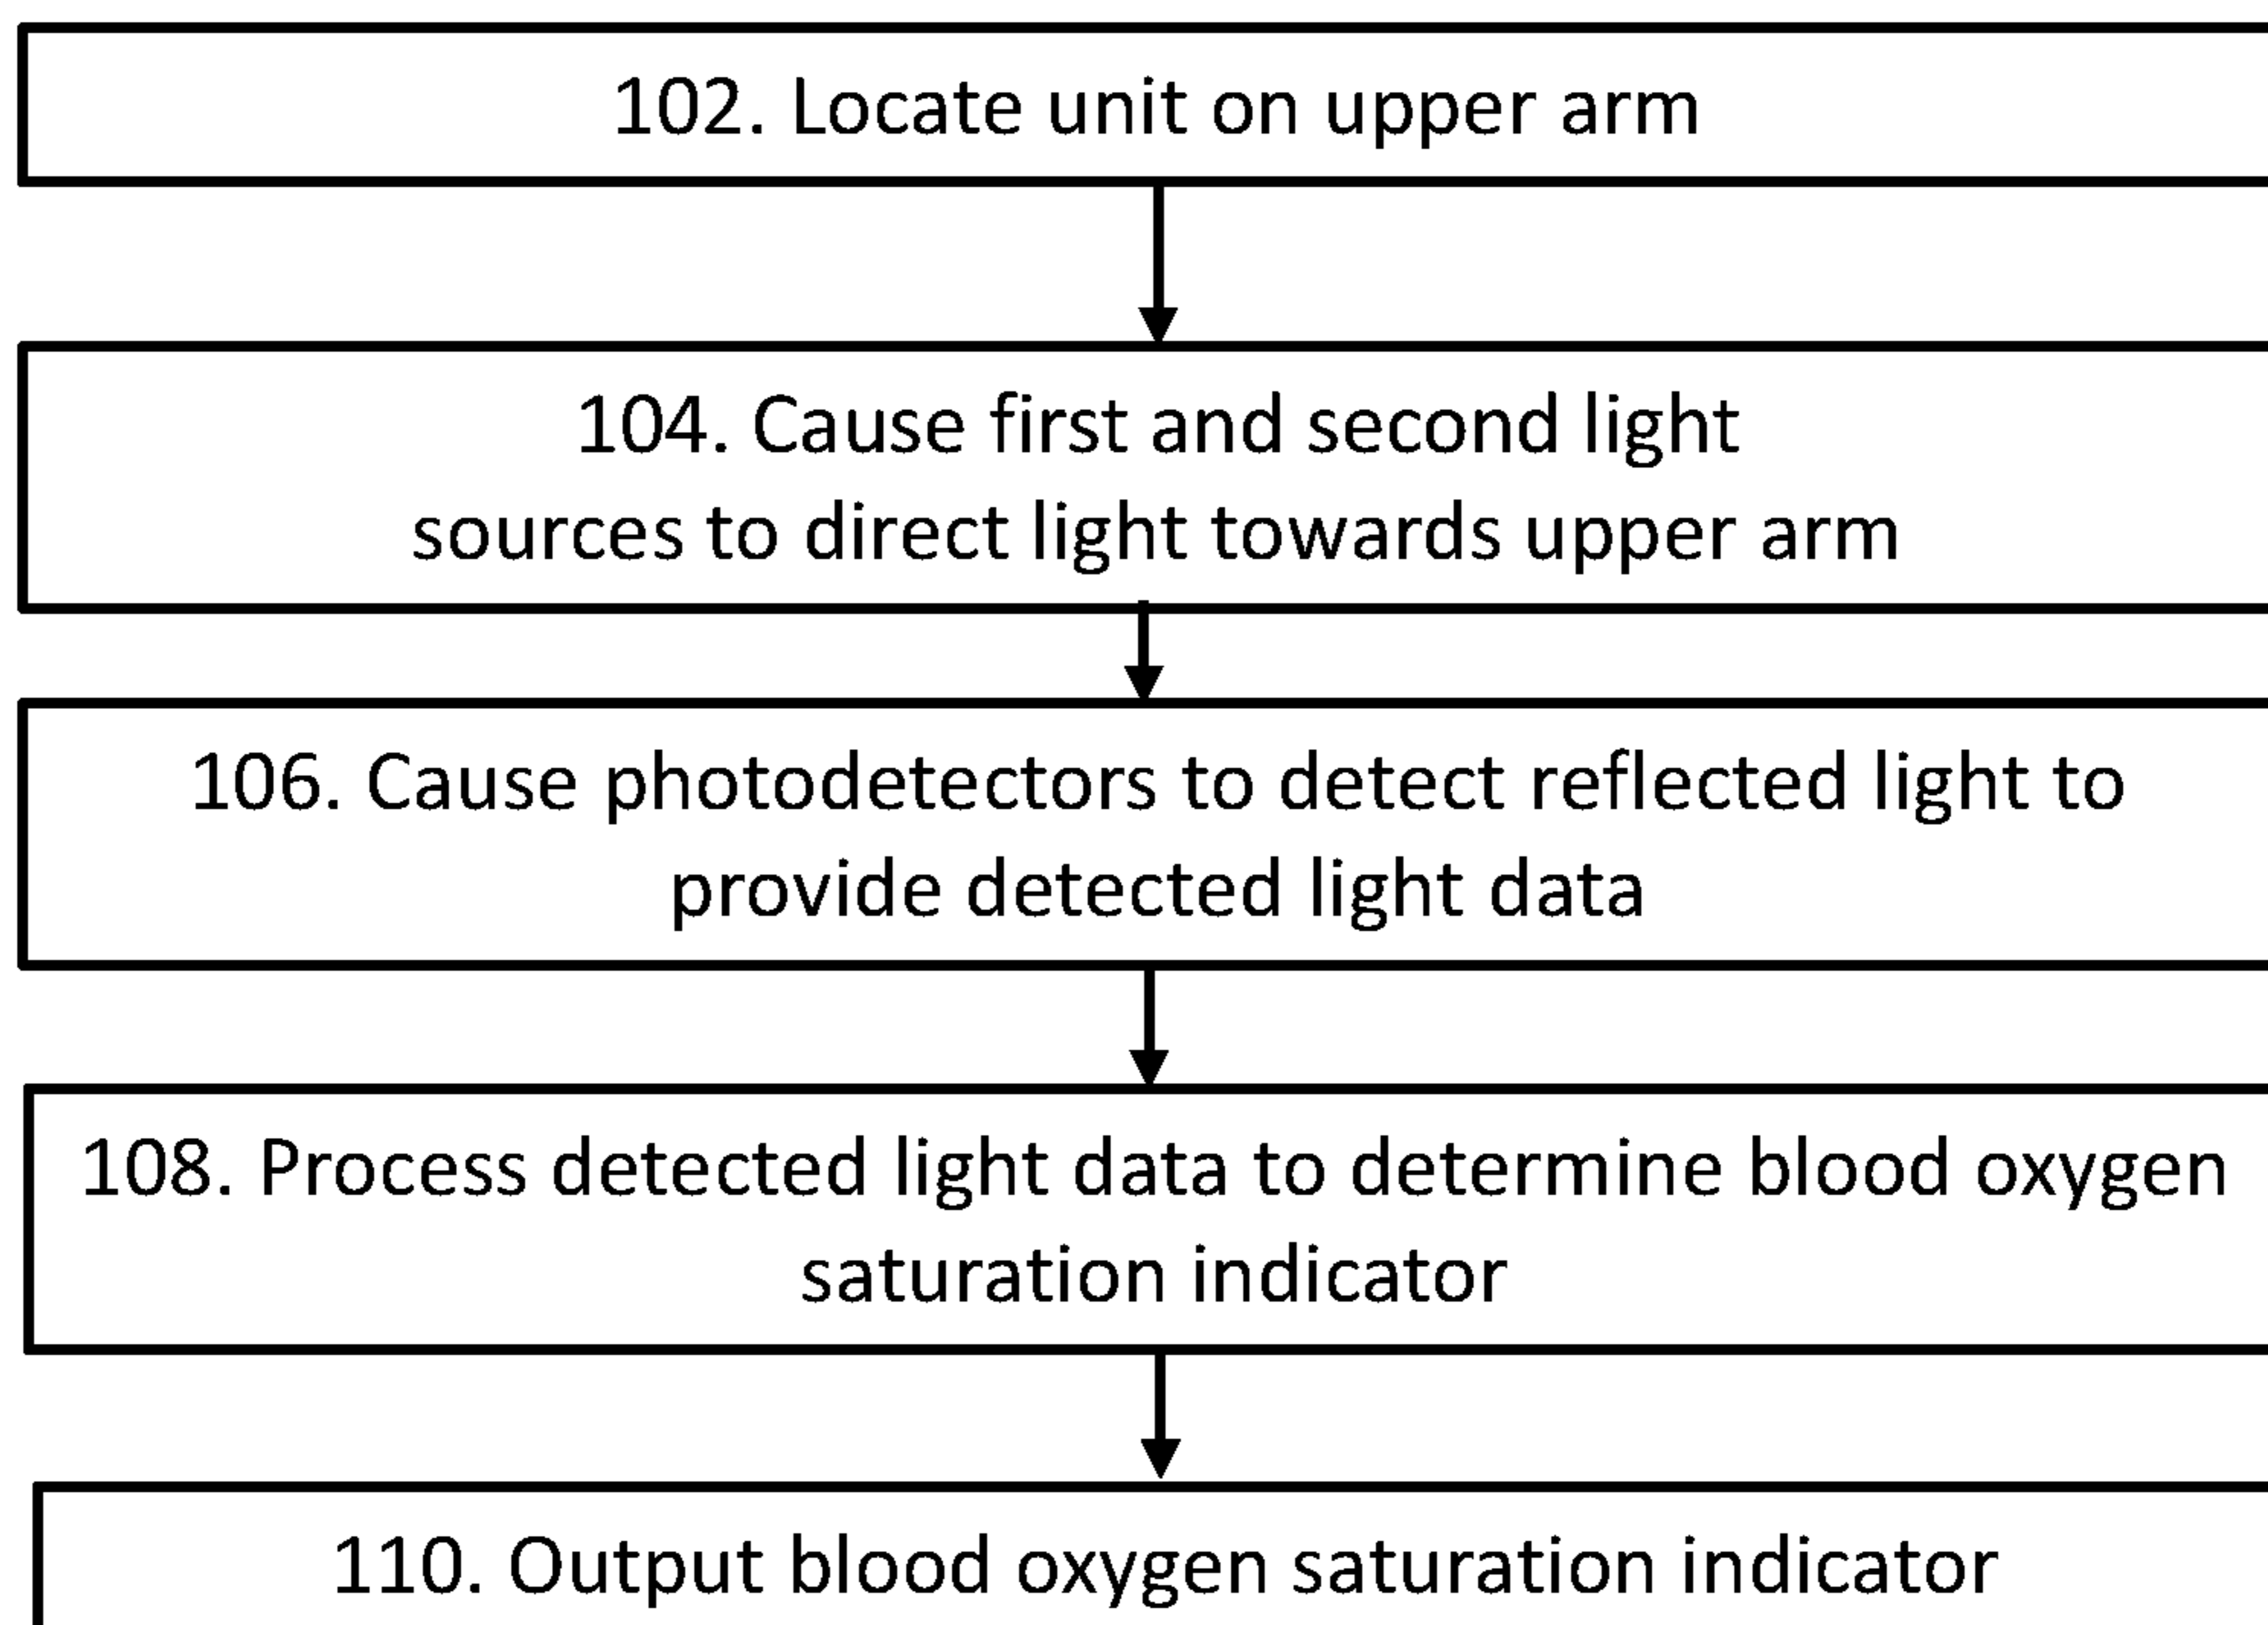 102. Locate unit on upper arm
104. Cause first and second light
sources to direct light towards upper arm
106. Cause photodetectors to detect reflected light to
provide detected light data
108. Process detected light data to determine blood oxygen
saturation indicator
110. Output blood oxygen saturation indicator